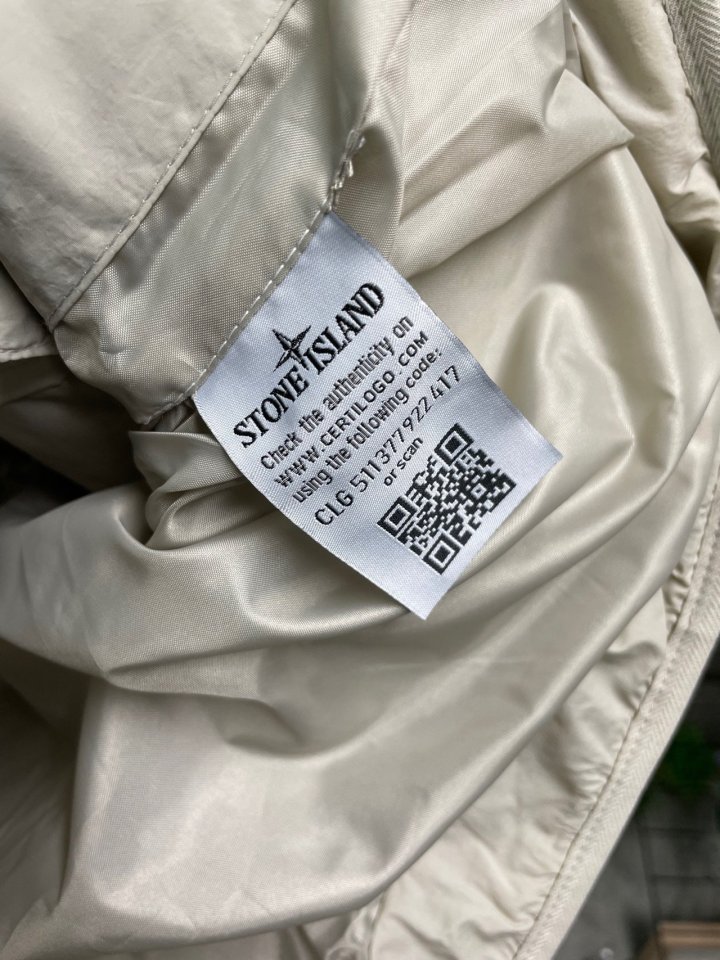 STONE ISLAND
Check the authenticity on
WWW.CERTILOGO.COM
using the following code:
CLG 511377922417
or scan